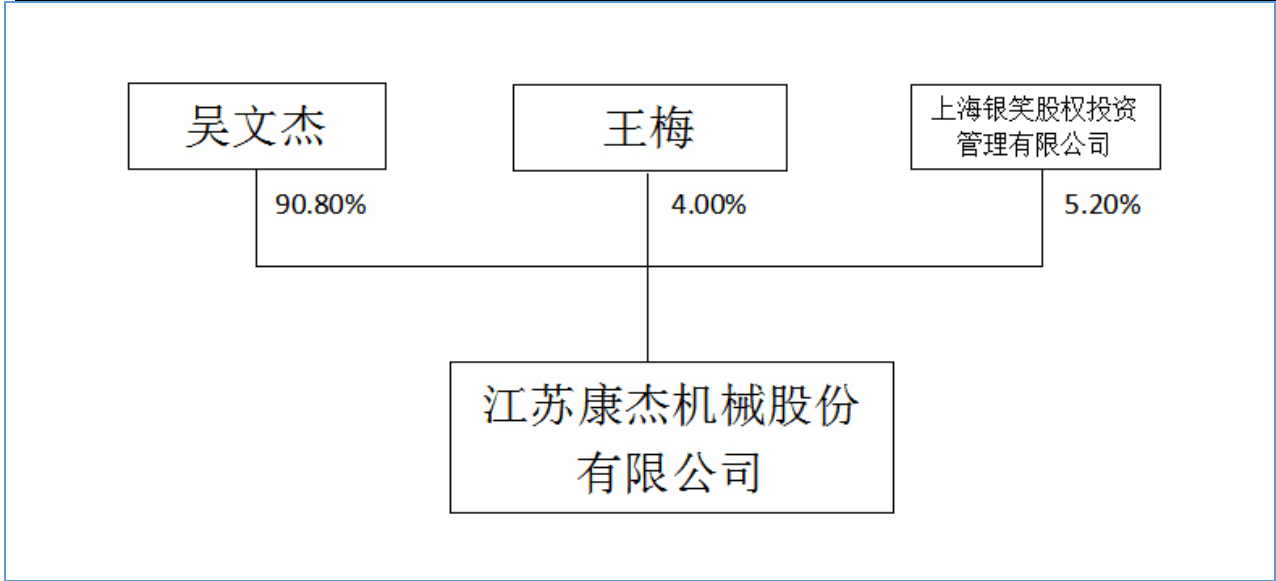 吴文杰
王梅
上海银笑股权投资
管理有限公司
90.80%
4.00%
5.20%
江苏康杰机械股份
有限公司